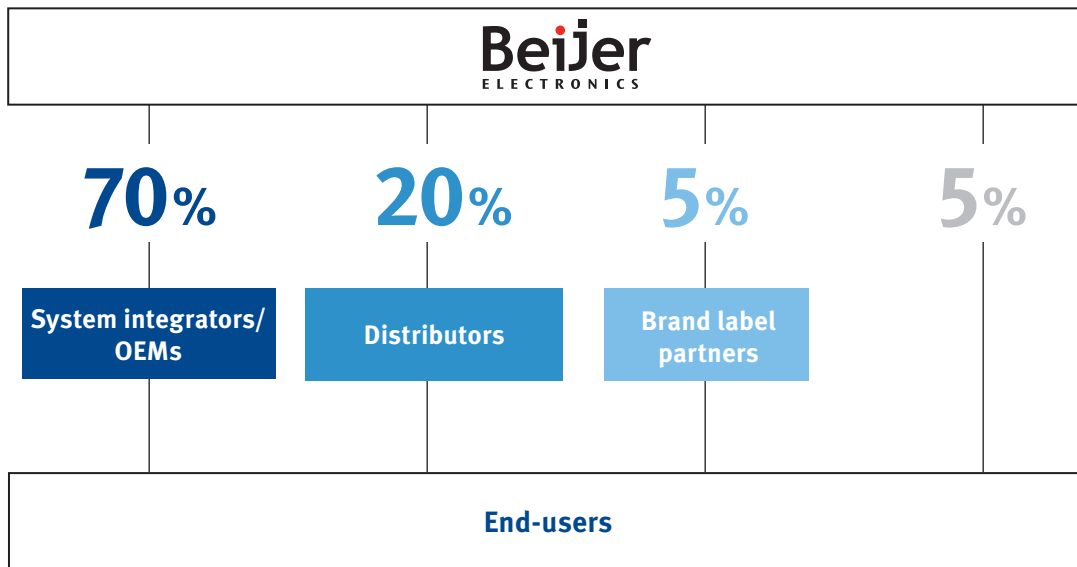 Beijer
ELECTRONICS
70% 20% 5% 5%
System integrators/
OEMs
Distributors
Brand label
partners
End-users